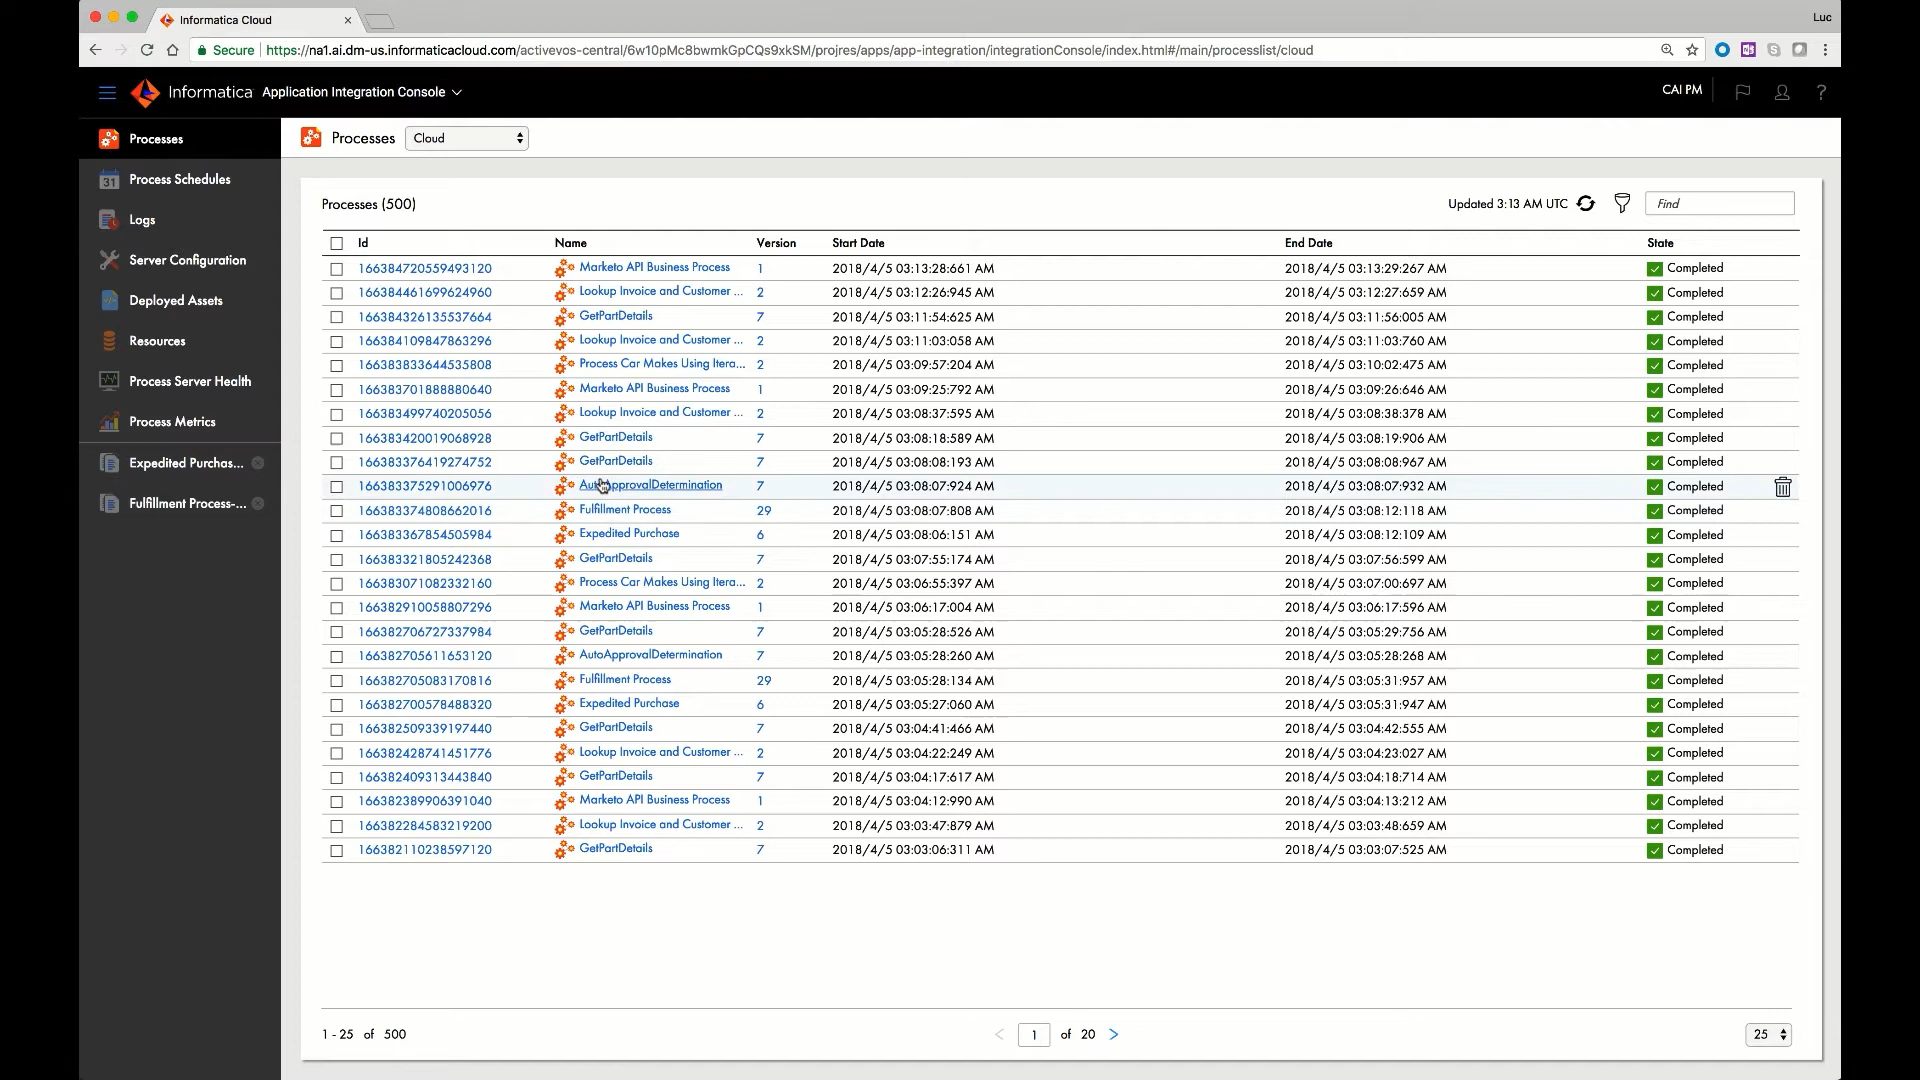 Informatica Cloud
Luc
Secure https://na1.ai.dm-us.informaticacloud.com/activevos-central/6w10pMc8bwmkGpCQs9xkSM/projres/apps/app-integration/integrationConsole/index.html#/main/processlist/cloud
Informatica Application Integration Console
CAI PM
Processes
Process Schedules
Logs
Server Configuration
Deployed Assets
Resources
Process Server Health
Process Metrics
Expedited Purchas...
Fulfillment Process-...
Processes Cloud
Processes (500)
Updated 3:13 AM UTC Find
Id Name Version Start Date End Date State
166384720559493120 Marketo API Business Process 1 2018/4/5 03:13:28:661 AM 2018/4/5 03:13:29:267 AM Completed
166384461699624960 Lookup Invoice and Customer ... 2 2018/4/5 03:12:26:945 AM 2018/4/5 03:12:27:659 AM Completed
166384326135537664 GetPartDetails 7 2018/4/5 03:11:54:625 AM 2018/4/5 03:11:56:005 AM Completed
166384109847863296 Lookup Invoice and Customer ... 2 2018/4/5 03:11:03:058 AM 2018/4/5 03:11:03:760 AM Completed
166383833644535808 Process Car Makes Using Itera... 2 2018/4/5 03:09:57:204 AM 2018/4/5 03:10:02:475 AM Completed
166383701888880640 Marketo API Business Process 1 2018/4/5 03:09:25:792 AM 2018/4/5 03:09:26:646 AM Completed
166383499740205056 Lookup Invoice and Customer ... 2 2018/4/5 03:08:37:595 AM 2018/4/5 03:08:38:378 AM Completed
166383420019068928 GetPartDetails 7 2018/4/5 03:08:18:589 AM 2018/4/5 03:08:19:906 AM Completed
166383376419274752 GetPartDetails 7 2018/4/5 03:08:08:193 AM 2018/4/5 03:08:08:967 AM Completed
166383375291006976 AutoApprovalDetermination 7 2018/4/5 03:08:07:924 AM 2018/4/5 03:08:07:932 AM Completed
166383374808662016 Fulfillment Process 29 2018/4/5 03:08:07:808 AM 2018/4/5 03:08:12:118 AM Completed
166383367854505984 Expedited Purchase 6 2018/4/5 03:08:06:151 AM 2018/4/5 03:08:12:109 AM Completed
166383321805242368 GetPartDetails 7 2018/4/5 03:07:55:174 AM 2018/4/5 03:07:56:599 AM Completed
166383071082332160 Process Car Makes Using Itera... 2 2018/4/5 03:06:55:397 AM 2018/4/5 03:07:00:697 AM Completed
166382910058807296 Marketo API Business Process 1 2018/4/5 03:06:17:004 AM 2018/4/5 03:06:17:596 AM Completed
166382706727337984 GetPartDetails 7 2018/4/5 03:05:28:526 AM 2018/4/5 03:05:29:756 AM Completed
166382705611653120 AutoApprovalDetermination 7 2018/4/5 03:05:28:260 AM 2018/4/5 03:05:28:268 AM Completed
166382705083170816 Fulfillment Process 29 2018/4/5 03:05:28:134 AM 2018/4/5 03:05:31:957 AM Completed
166382700578488320 Expedited Purchase 6 2018/4/5 03:05:27:060 AM 2018/4/5 03:05:31:947 AM Completed
166382509339197440 GetPartDetails 7 2018/4/5 03:04:41:466 AM 2018/4/5 03:04:42:555 AM Completed
166382428741451776 Lookup Invoice and Customer ... 2 2018/4/5 03:04:22:249 AM 2018/4/5 03:04:23:027 AM Completed
166382409313443840 GetPartDetails 7 2018/4/5 03:04:17:617 AM 2018/4/5 03:04:18:714 AM Completed
166382389906391040 Marketo API Business Process 1 2018/4/5 03:04:12:990 AM 2018/4/5 03:04:13:212 AM Completed
166382284583219200 Lookup Invoice and Customer ... 2 2018/4/5 03:03:47:879 AM 2018/4/5 03:03:48:659 AM Completed
166382110238597120 GetPartDetails 7 2018/4/5 03:03:06:311 AM 2018/4/5 03:03:07:525 AM Completed
1 - 25 of 500 < 1 of 20 > 25